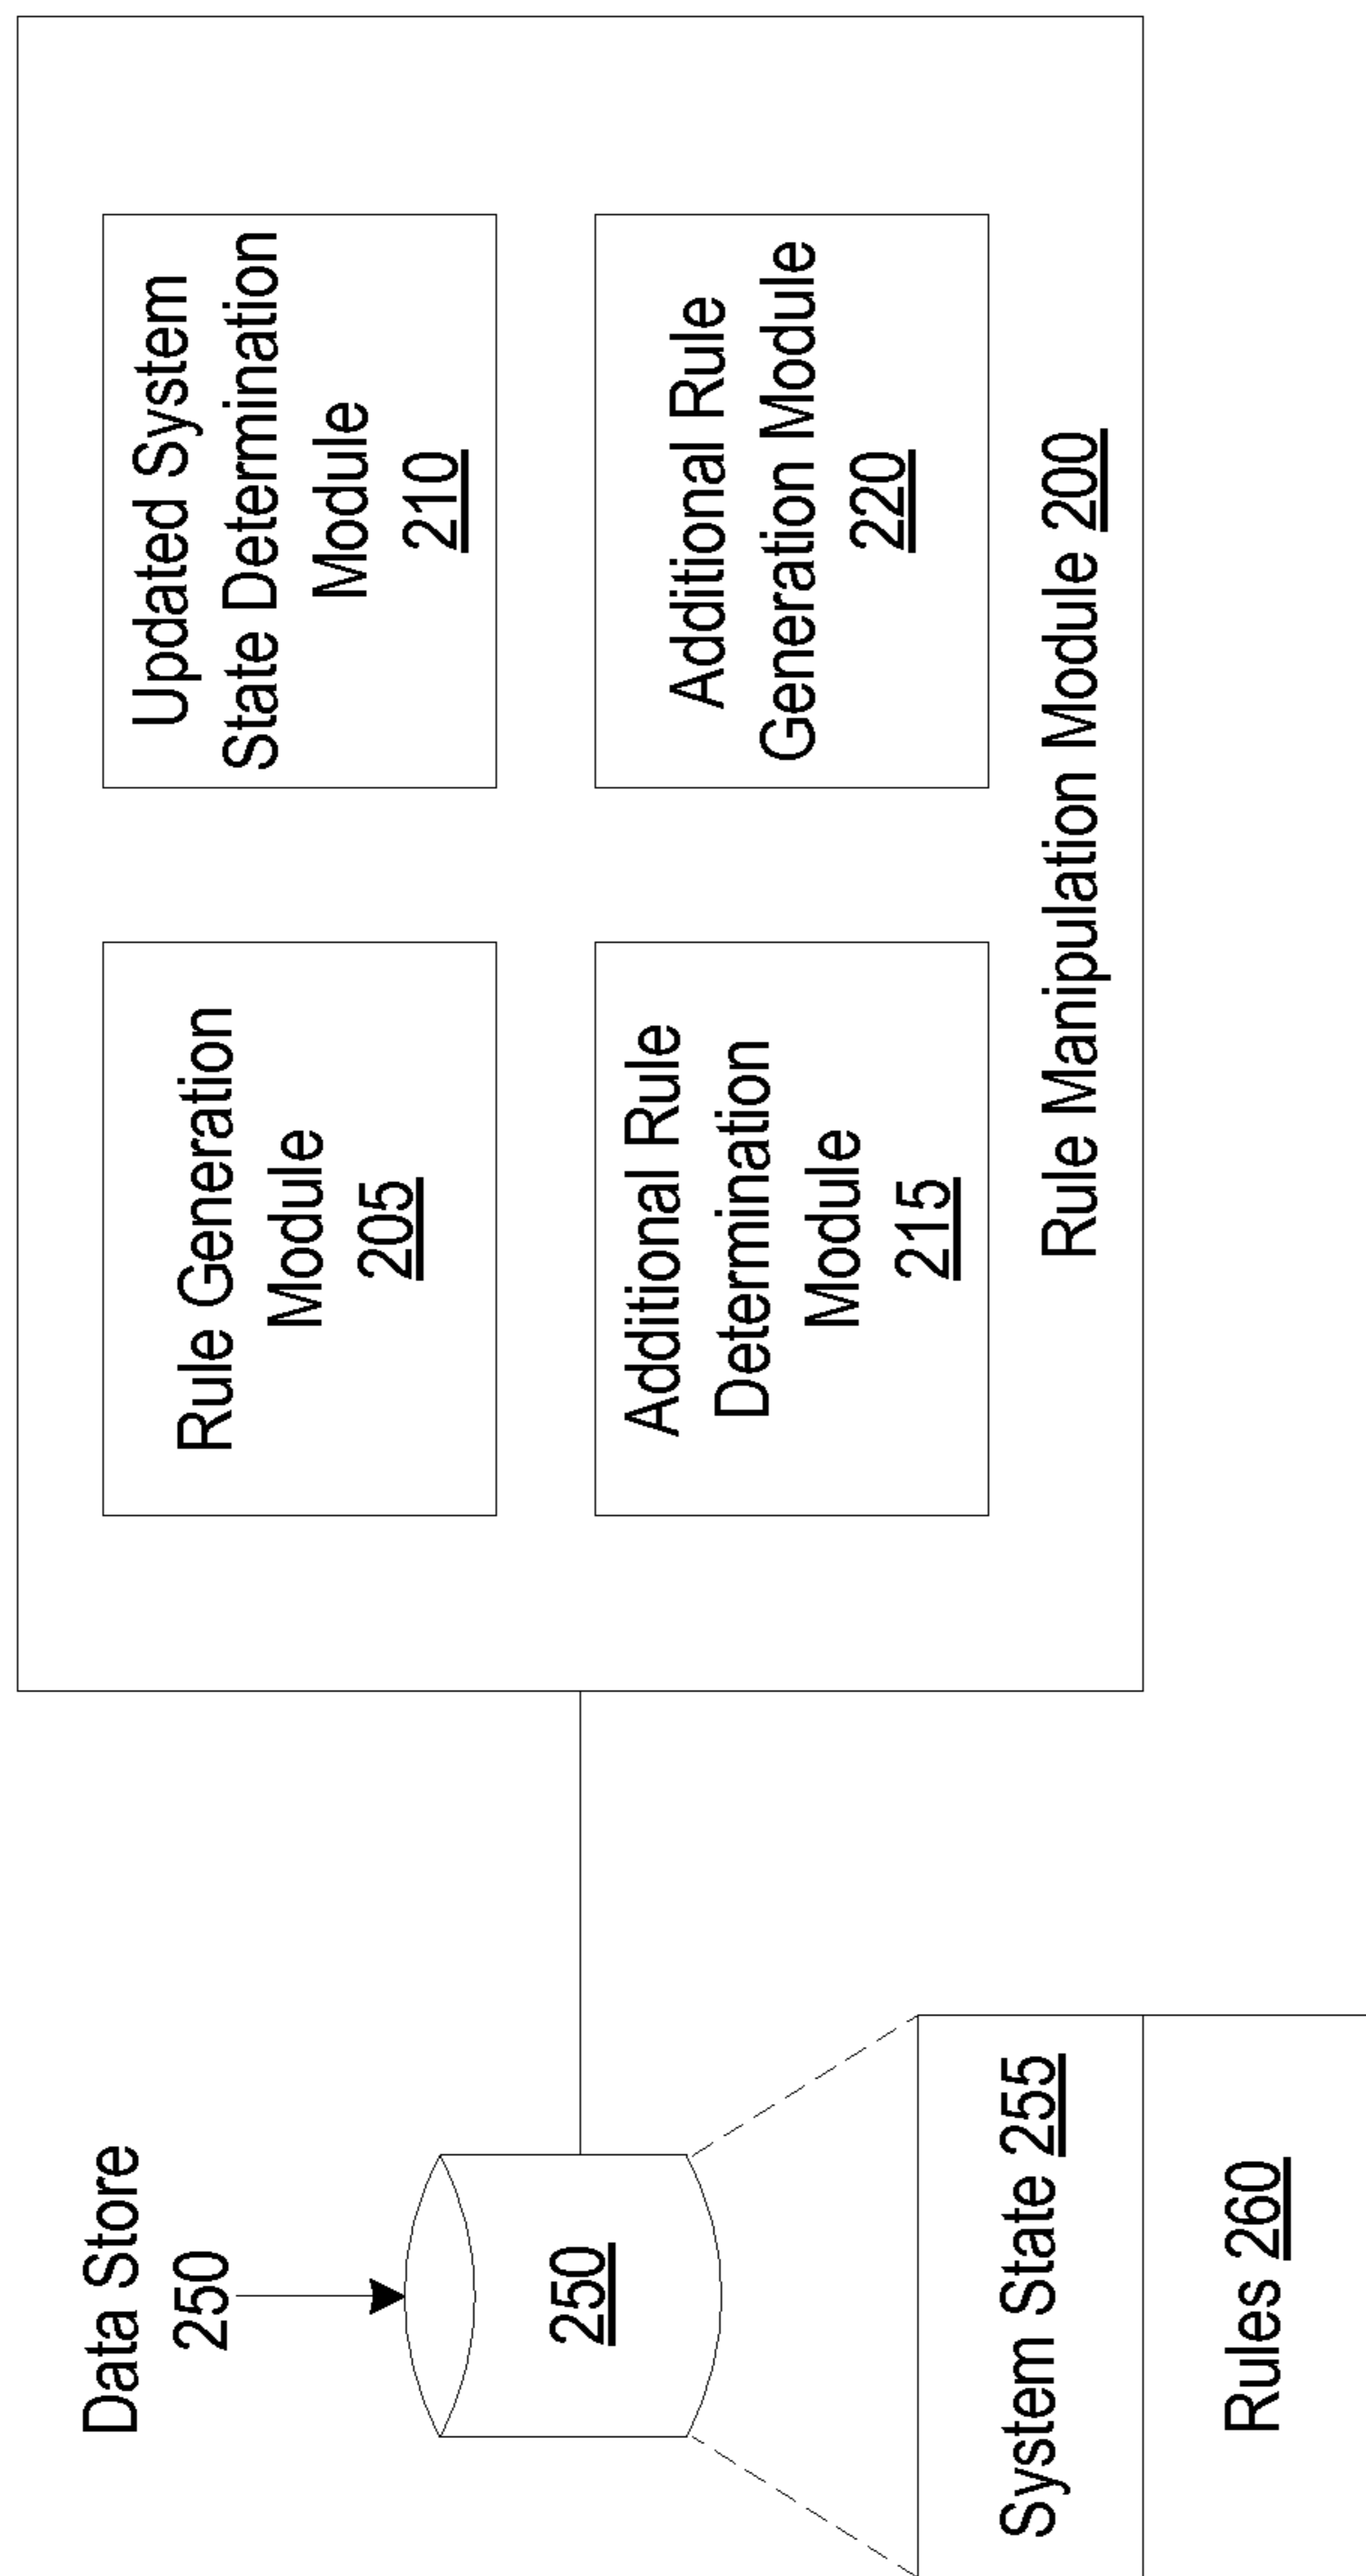 Data Store
250
250
System State 255
Rules 260
Rule Generation
Module
205
Updated System
State Determination
Module
210
Additional Rule
Determination
Module
215
Additional Rule
Generation Module
220
Rule Manipulation Module 200